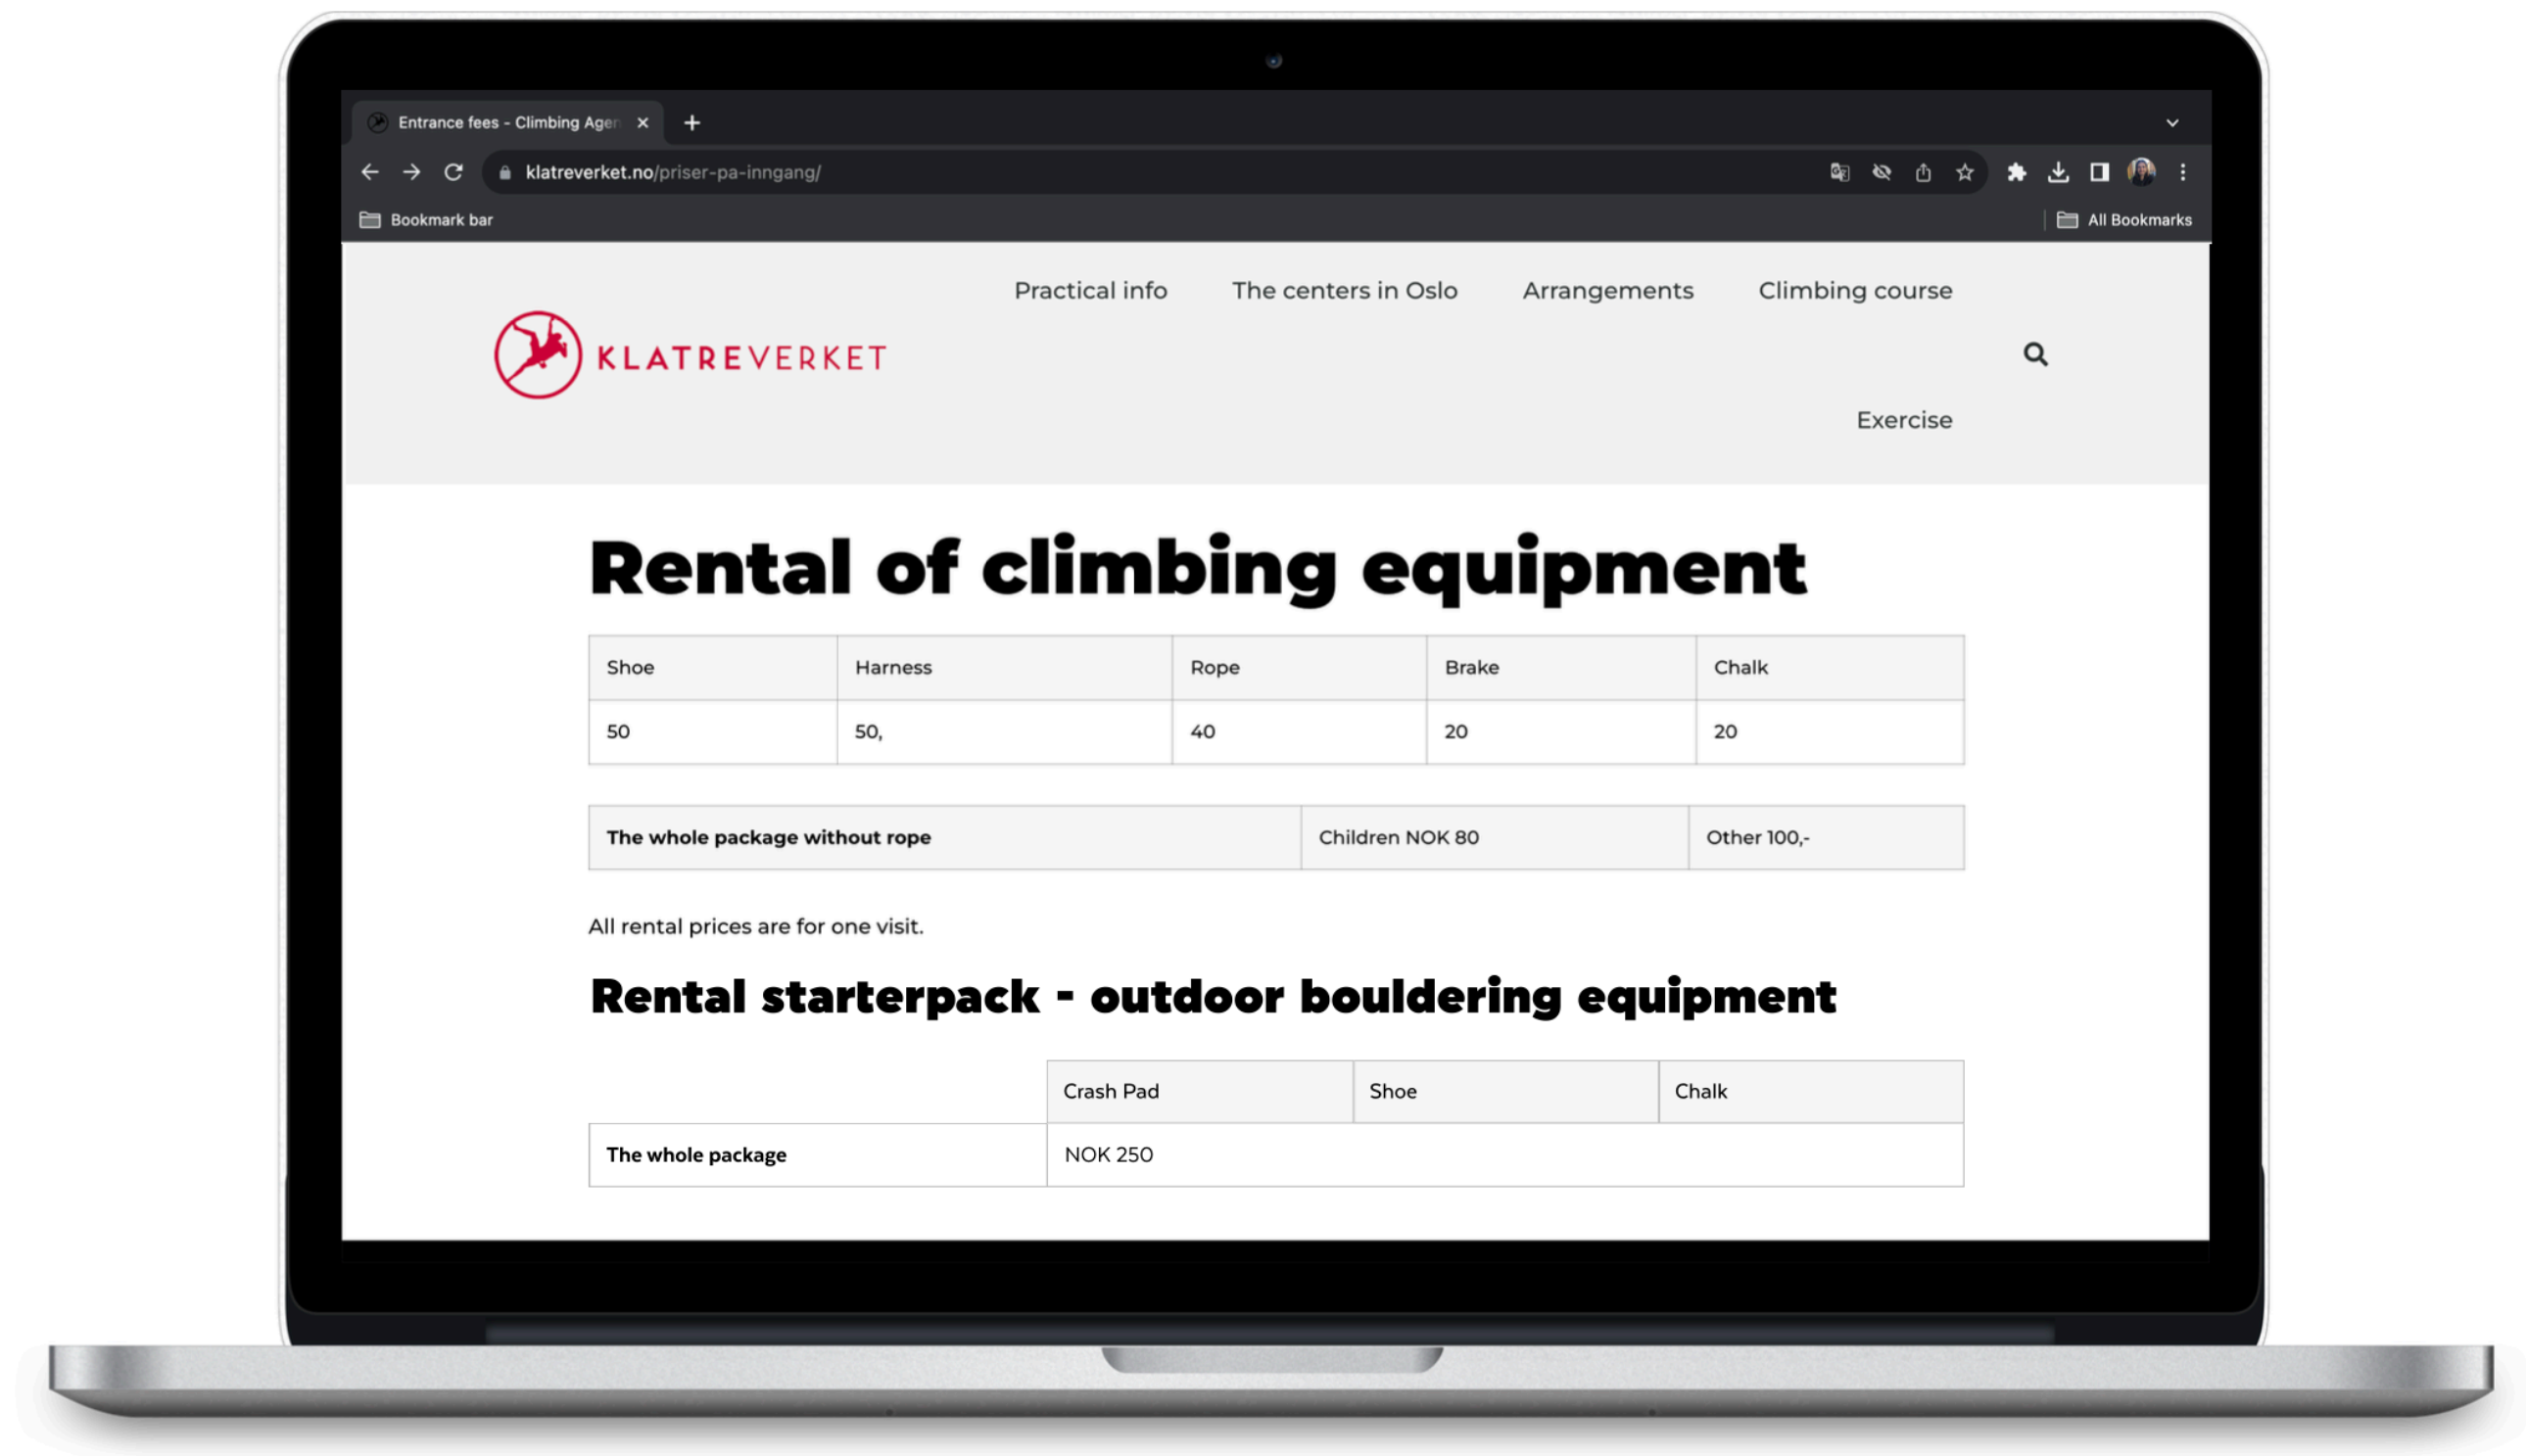 Entrance fees - Climbing Agen
klatreverket.no/priser-pa-inngang/
Bookmark bar
All Bookmarks
Practical info
The centers in Oslo
Arrangements
Climbing course
KLATREVERKET
Exercise
Rental of climbing equipment
Shoe Harness Rope Brake Chalk
50 50, 40 20 20
The whole package without rope Children NOK 80 Other 100,-
All rental prices are for one visit.
Rental starterpack - outdoor bouldering equipment
Crash Pad Shoe Chalk
The whole package NOK 250